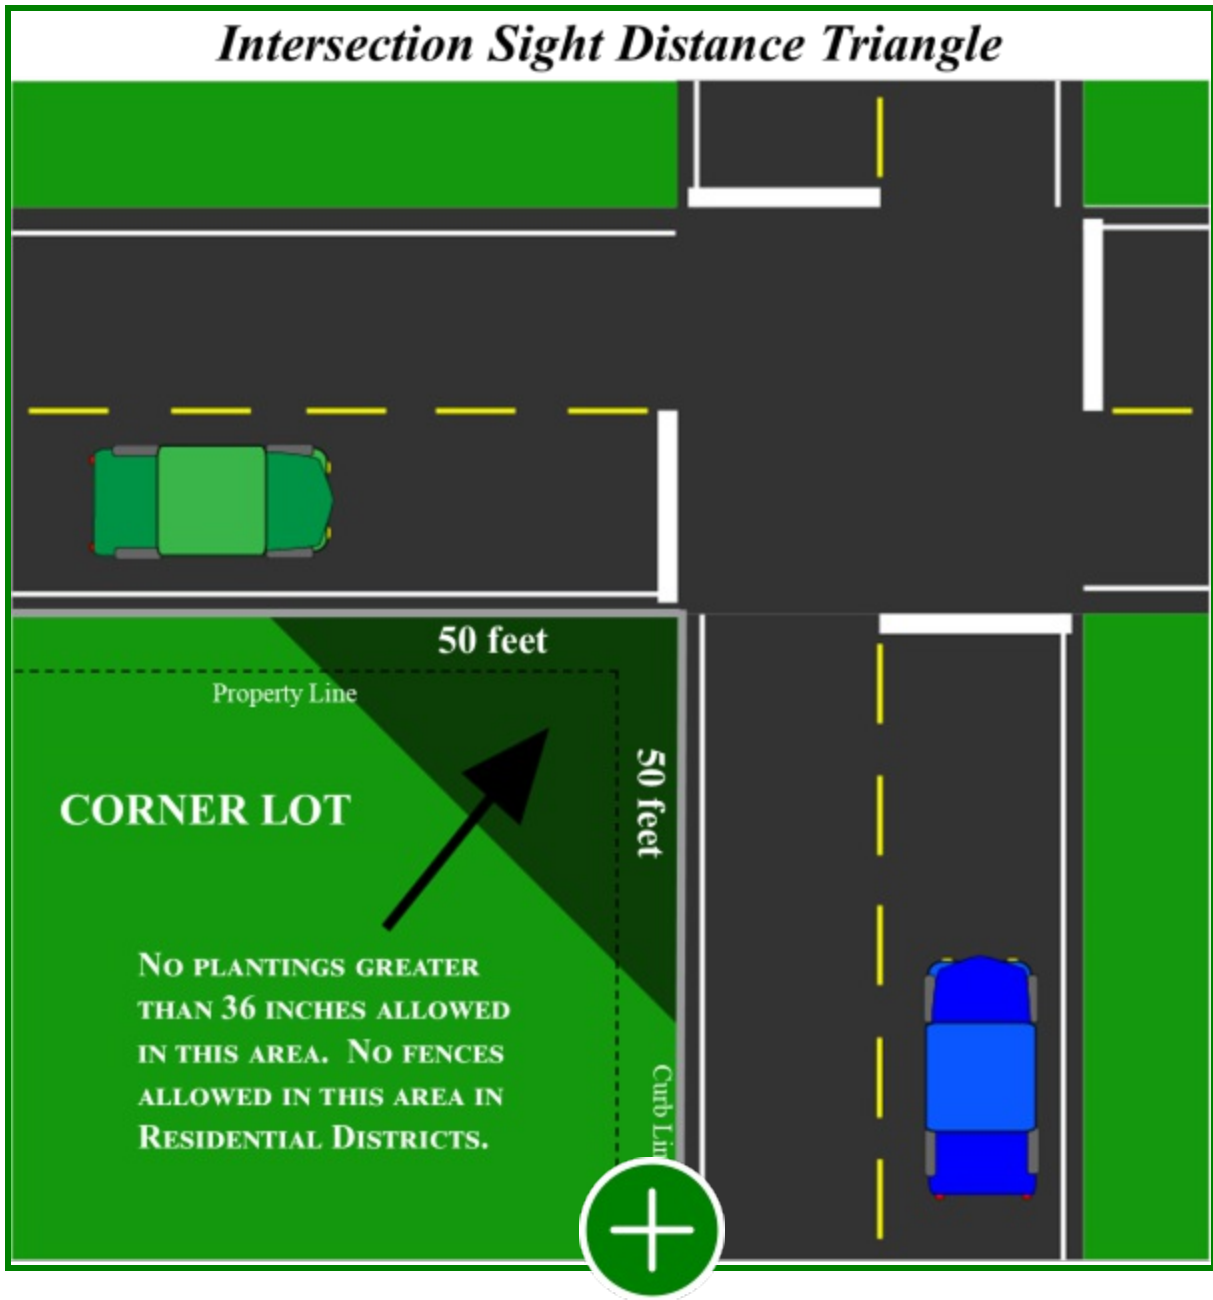 Intersection Sight Distance Triangle
50 feet
Property Line
50 feet
CORNER LOT
NO PLANTINGS GREATER
THAN 36 INCHES ALLOWED
IN THIS AREA.  NO FENCES
ALLOWED IN THIS AREA IN
RESIDENTIAL DISTRICTS.
Curb